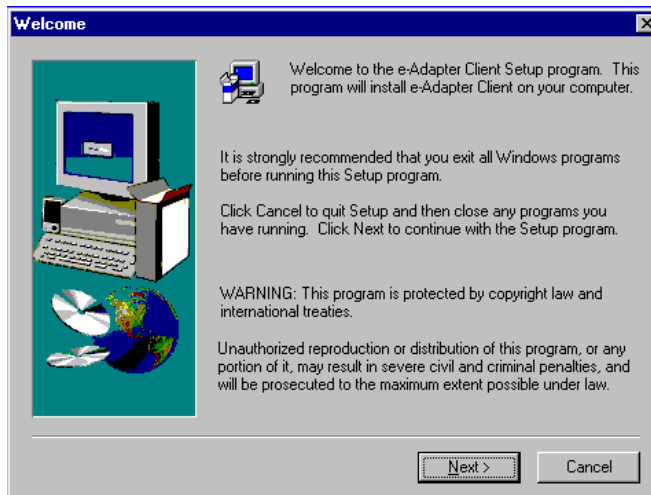 Welcome
Welcome to the e-Adapter Client Setup program. This
program will install e-Adapter Client on your computer.
It is strongly recommended that you exit all Windows programs
before running this Setup program.
Click Cancel to quit Setup and then close any programs you
have running. Click Next to continue with the Setup program.
WARNING: This program is protected by copyright law and
international treaties.
Unauthorized reproduction or distribution of this program, or any
portion of it, may result in severe civil and criminal penalties, and
will be prosecuted to the maximum extent possible under law.
Next >
Cancel